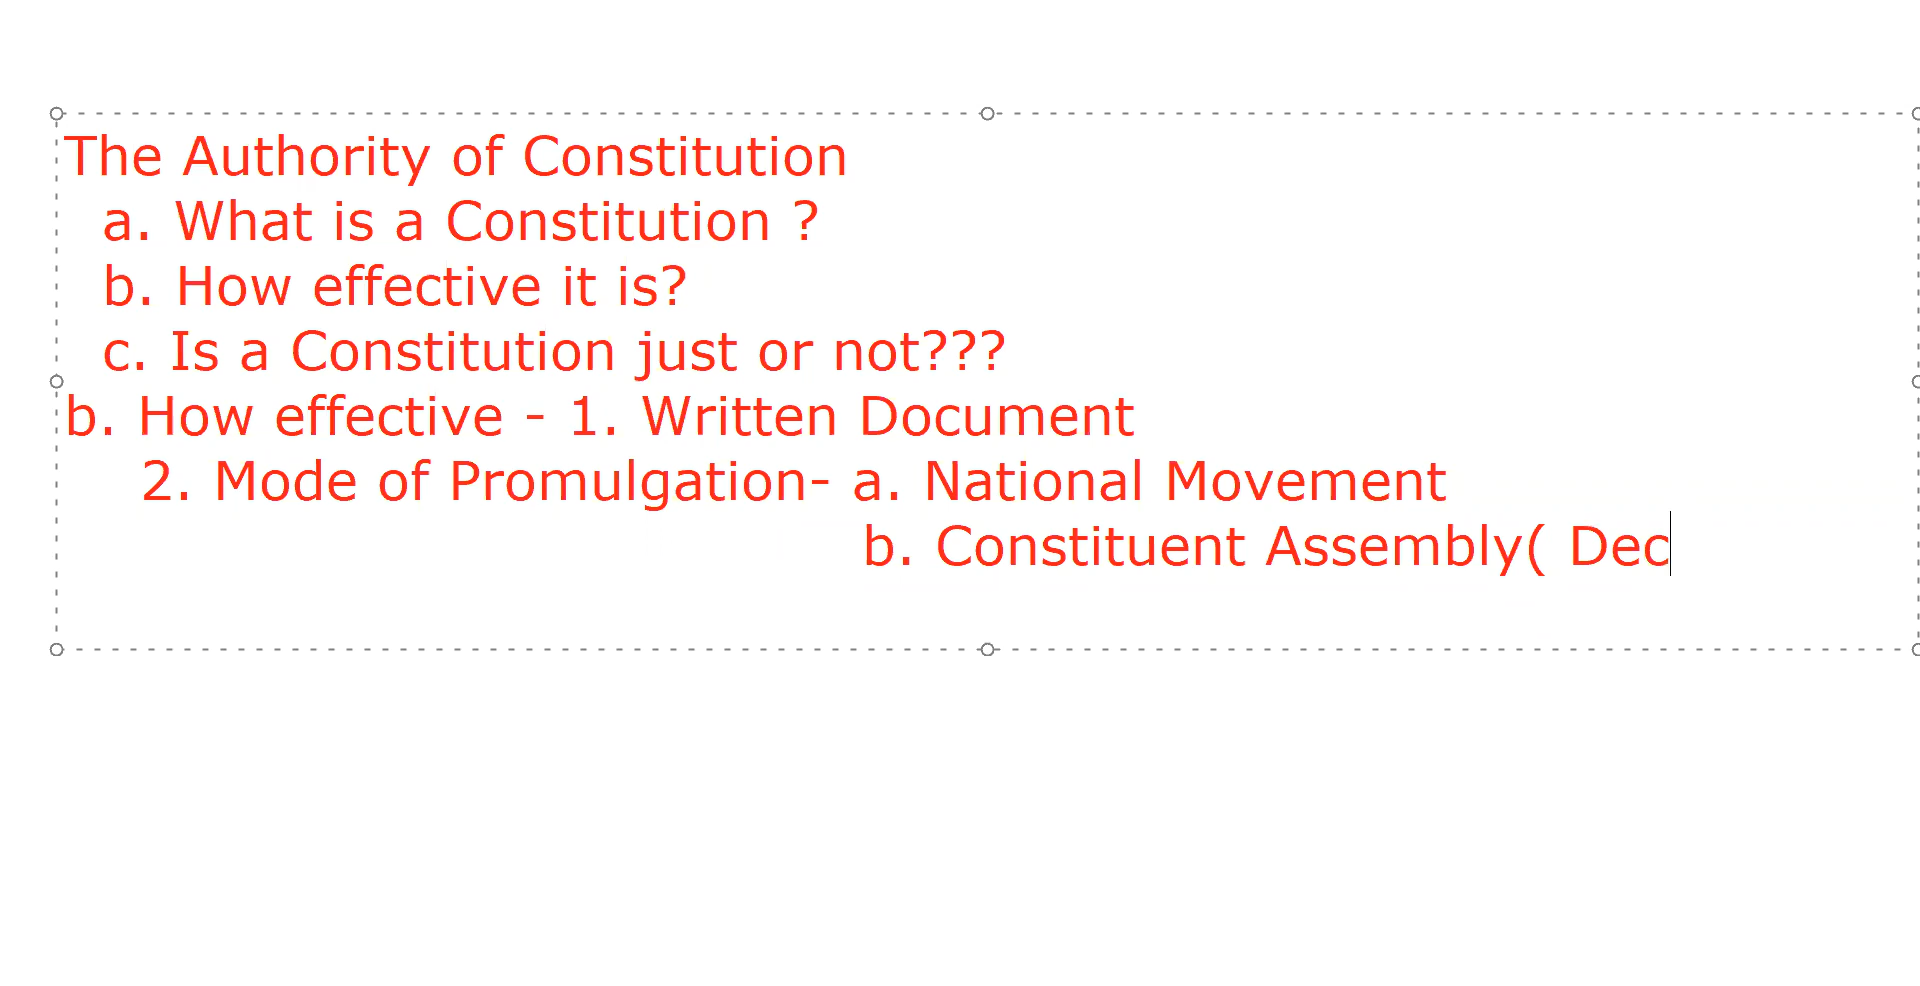 The Authority of Constitution
a. What is a Constitution ?
b. How effective it is?
c. Is a Constitution just or not???
b. How effective - 1. Written Document
2. Mode of Promulgation- a. National Movement
b. Constituent Assembly( Dec